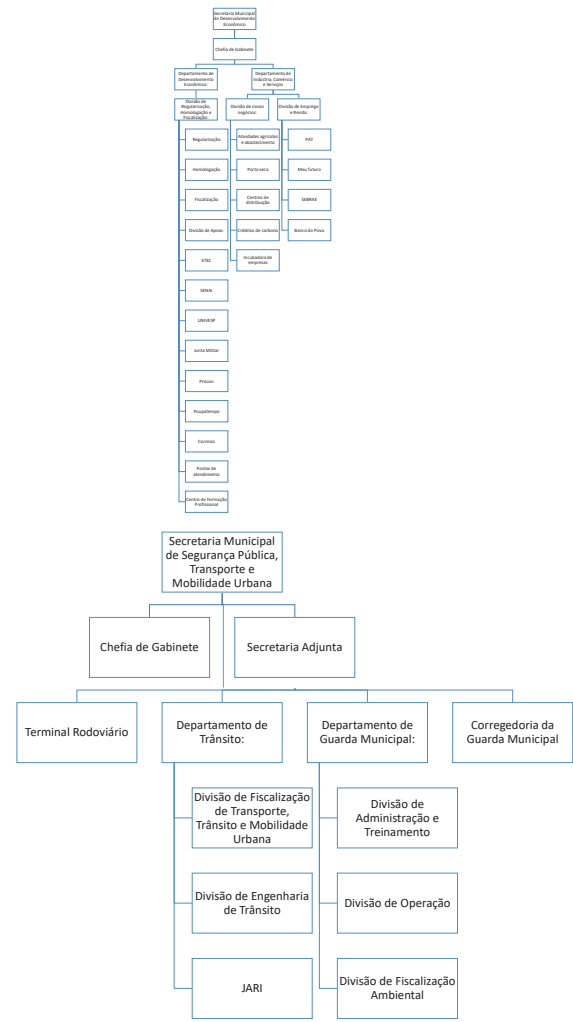 Secretaria Municipal
de Desenvolvimento
Econômico
Chefia de Gabinete
Departamento de
Desenvolvimento
Econômico:
Departamento de
Indústria, Comércio
e Serviços
Divisão de
Regularização,
Homologação e
Fiscalização:
Divisão de novos
negócios:
Divisão de Emprego
e Renda:
Regularização
Atividades agrícolas
e abastecimento
PAT
Homologação
Porto seco
Meu futuro
Fiscalização
Centros de
distribuição
SEBRAE
Divisão de Apoio:
Créditos de carbono
Banco do Povo
ETEC
Incubadora de
empresas
SENAI
UNIVESP
Junta Militar
Procon
Poupatempo
Correios
Postos de
atendimento
Centro de Formação
Profissional
Secretaria Municipal
de Segurança Pública,
Transporte e
Mobilidade Urbana
Chefia de Gabinete
Secretaria Adjunta
Terminal Rodoviário
Departamento de
Trânsito:
Departamento de
Guarda Municipal:
Corregedoria da
Guarda Municipal
Divisão de Fiscalização
de Transporte,
Trânsito e Mobilidade
Urbana
Divisão de
Administração e
Treinamento
Divisão de Engenharia
de Trânsito
Divisão de Operação
JARI
Divisão de Fiscalização
Ambiental